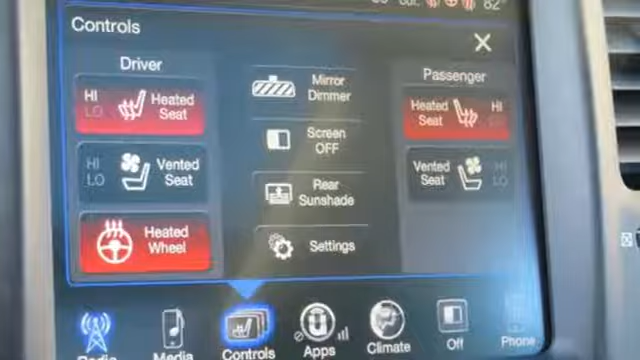 82°
Controls
Driver
Passenger
HI
LO
Heated
Seat
Mirror
Dimmer
Heated
Seat
HI
HI
LO
Vented
Seat
Screen
OFF
Vented
Seat
HI
LO
Heated
Wheel
Rear
Sunshade
Settings
Radio
Media
Controls
Apps
Climate
Off
Phone